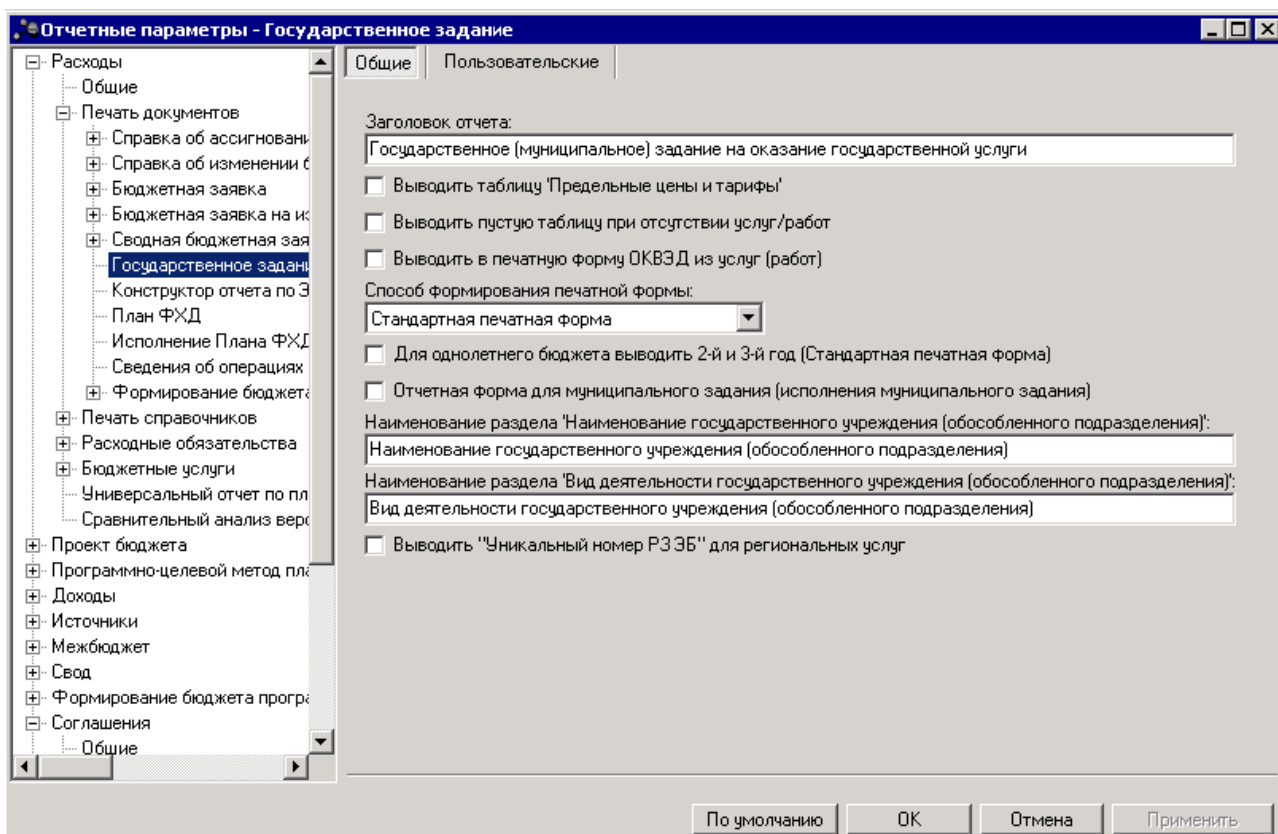 Отчетные параметры - Государственное задание
Расходы
Общие
Печать документов
Справка об ассигновани
Справка об изменении б
Бюджетная заявка
Бюджетная заявка на из
Сводная бюджетная зая
Государственное задани
Конструктор отчета по Э
План ФХД
Исполнение Плана ФХД
Сведения об операциях
Формирование бюджета
Печать справочников
Расходные обязательства
Бюджетные услуги
Универсальный отчет по пл
Сравнительный анализ верс
Проект бюджета
Программно-целевой метод пла
Доходы
Источники
Межбюджет
Свод
Формирование бюджета програ
Соглашения
Общие
Общие
Пользовательские
Заголовок отчета:
Государственное (муниципальное) задание на оказание государственной услуги
Выводить таблицу 'Предельные цены и тарифы'
Выводить пустую таблицу при отсутствии услуг/работ
Выводить в печатную форму ОКВЭД из услуг (работ)
Способ формирования печатной формы:
Стандартная печатная форма
Для однолетнего бюджета выводить 2-й и 3-й год (Стандартная печатная форма)
Отчетная форма для муниципального задания (исполнения муниципального задания)
Наименование раздела 'Наименование государственного учреждения (обособленного подразделения)':
Наименование государственного учреждения (обособленного подразделения)
Наименование раздела 'Вид деятельности государственного учреждения (обособленного подразделения)':
Вид деятельности государственного учреждения (обособленного подразделения)
Выводить "Уникальный номер РЗ ЭБ" для региональных услуг
По умолчанию
ОК
Отмена
Применить